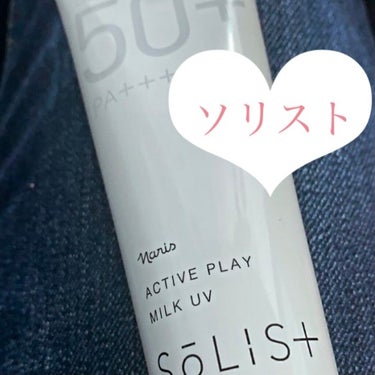 50+
PA+++
ソリスト
naris
ACTIVE PLAY
MILK UV
SōLiS+